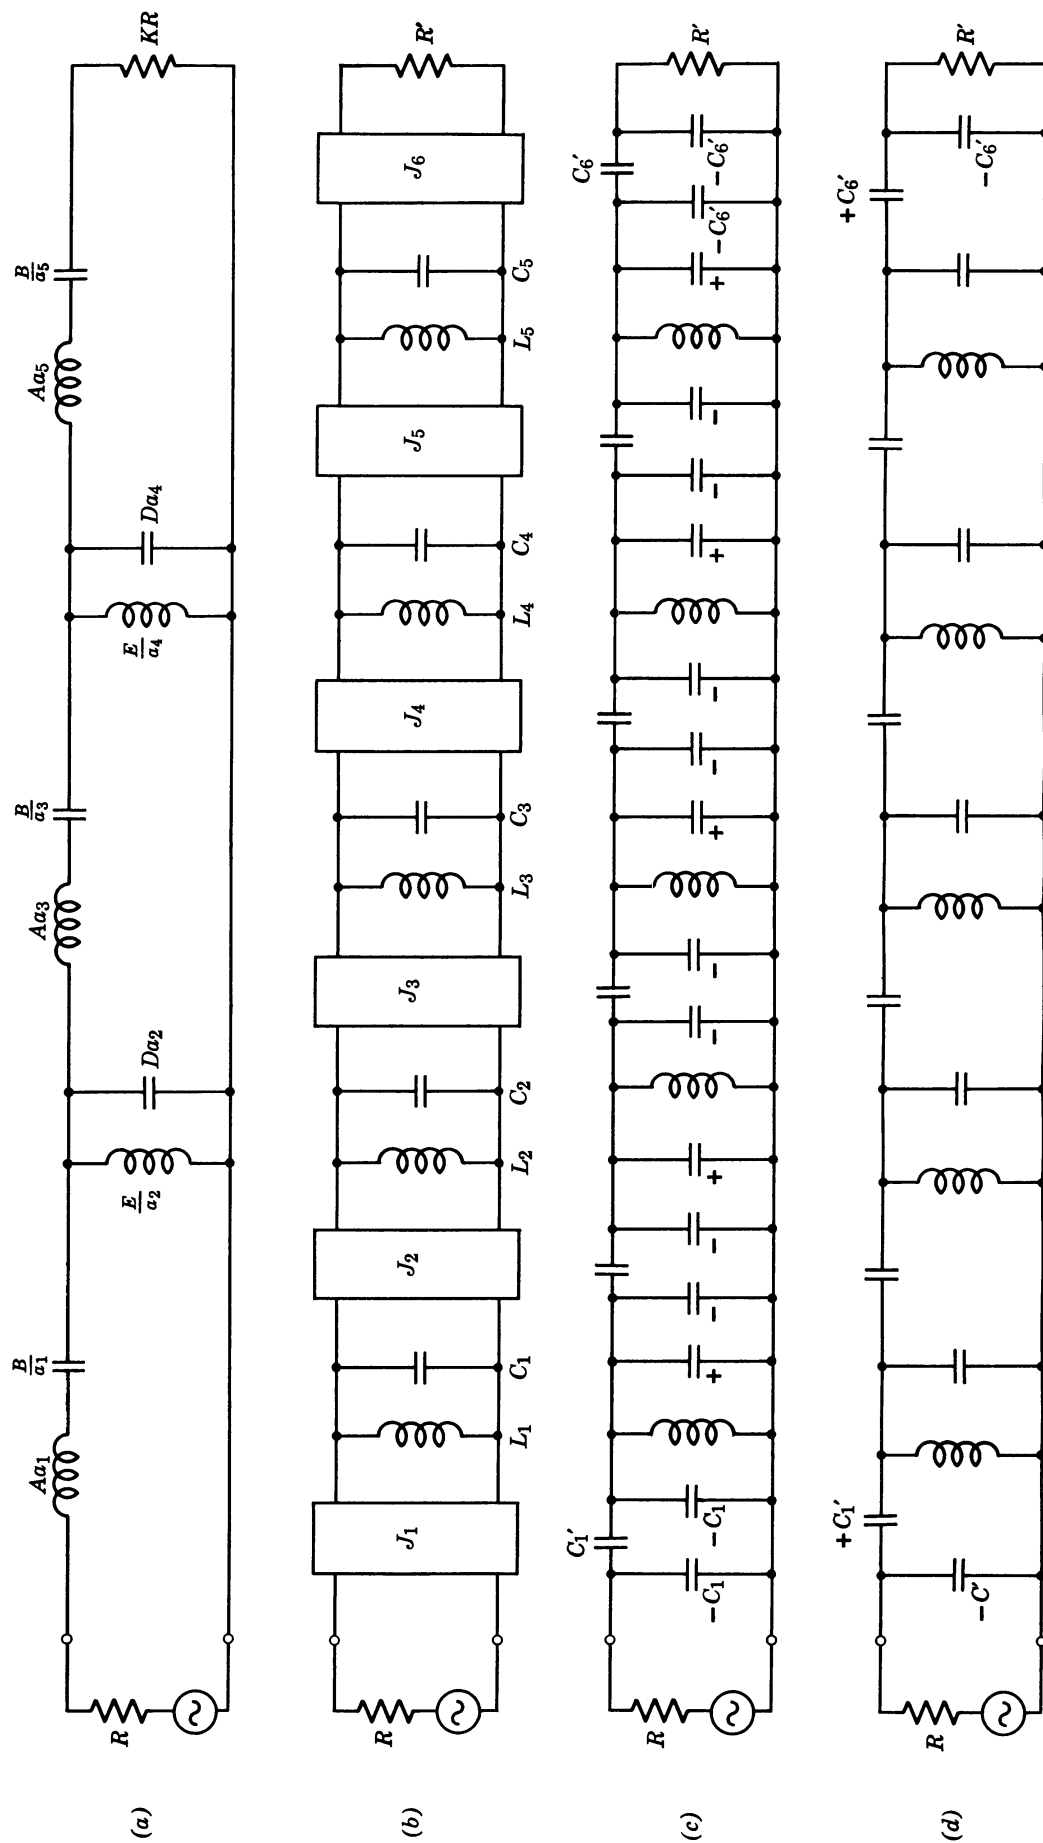 (a)
R
Aa₁
B/a₁
E/a₂
Da₂
Aa₃
B/a₃
E/a₄
Da₄
Aa₅
B/a₅
KR
(b)
R
J₁
L₁
C₁
J₂
L₂
C₂
J₃
L₃
C₃
J₄
L₄
C₄
J₅
L₅
C₅
J₆
R'
(c)
R
C₁'
−C₁
−C₁
+
−
−
+
−
−
+
−
−
+
−
−
+
C₆'
−C₆'
−C₆'
R'
(d)
R
−C'
+C₁'
+C₆'
−C₆'
R'